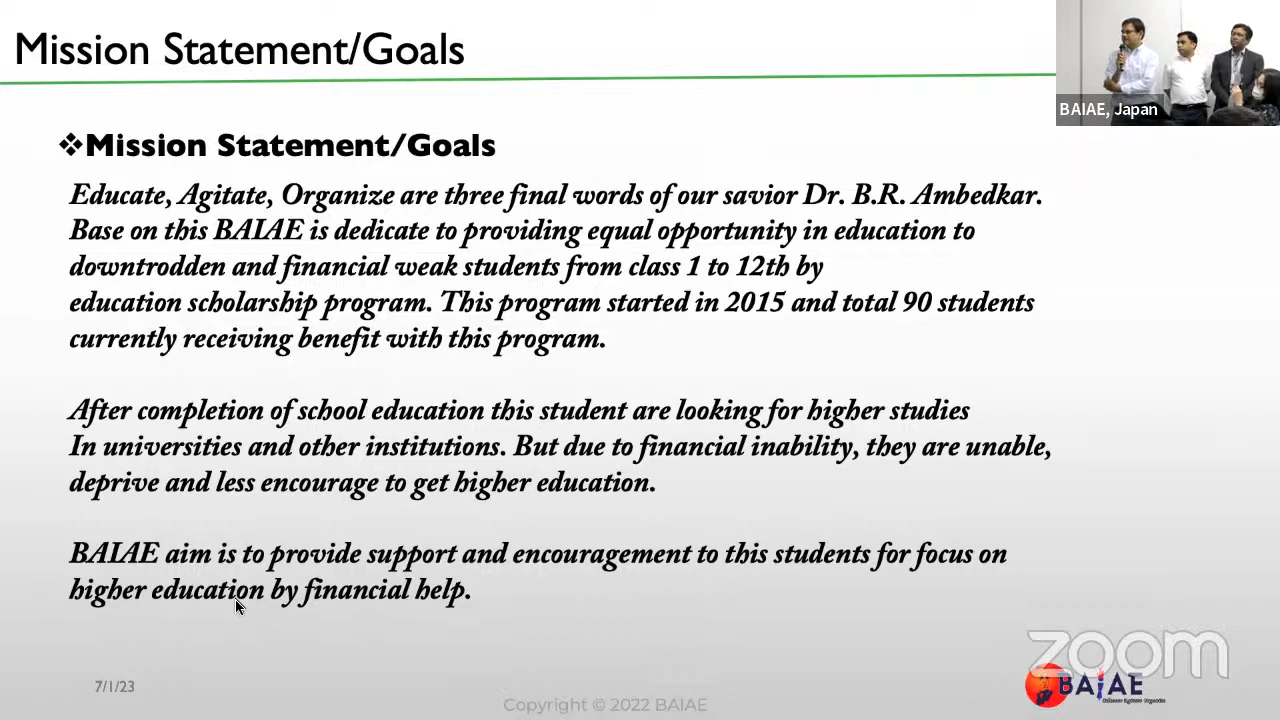 Mission Statement/Goals
BAIAE, Japan
❖Mission Statement/Goals
Educate, Agitate, Organize are three final words of our savior Dr. B.R. Ambedkar.
Base on this BAIAE is dedicate to providing equal opportunity in education to
downtrodden and financial weak students from class 1 to 12th by
education scholarship program. This program started in 2015 and total 90 students
currently receiving benefit with this program.
After completion of school education this student are looking for higher studies
In universities and other institutions. But due to financial inability, they are unable,
deprive and less encourage to get higher education.
BAIAE aim is to provide support and encouragement to this students for focus on
higher education by financial help.
zoom
BAIAE
7/1/23
Copyright © 2022 BAIAE